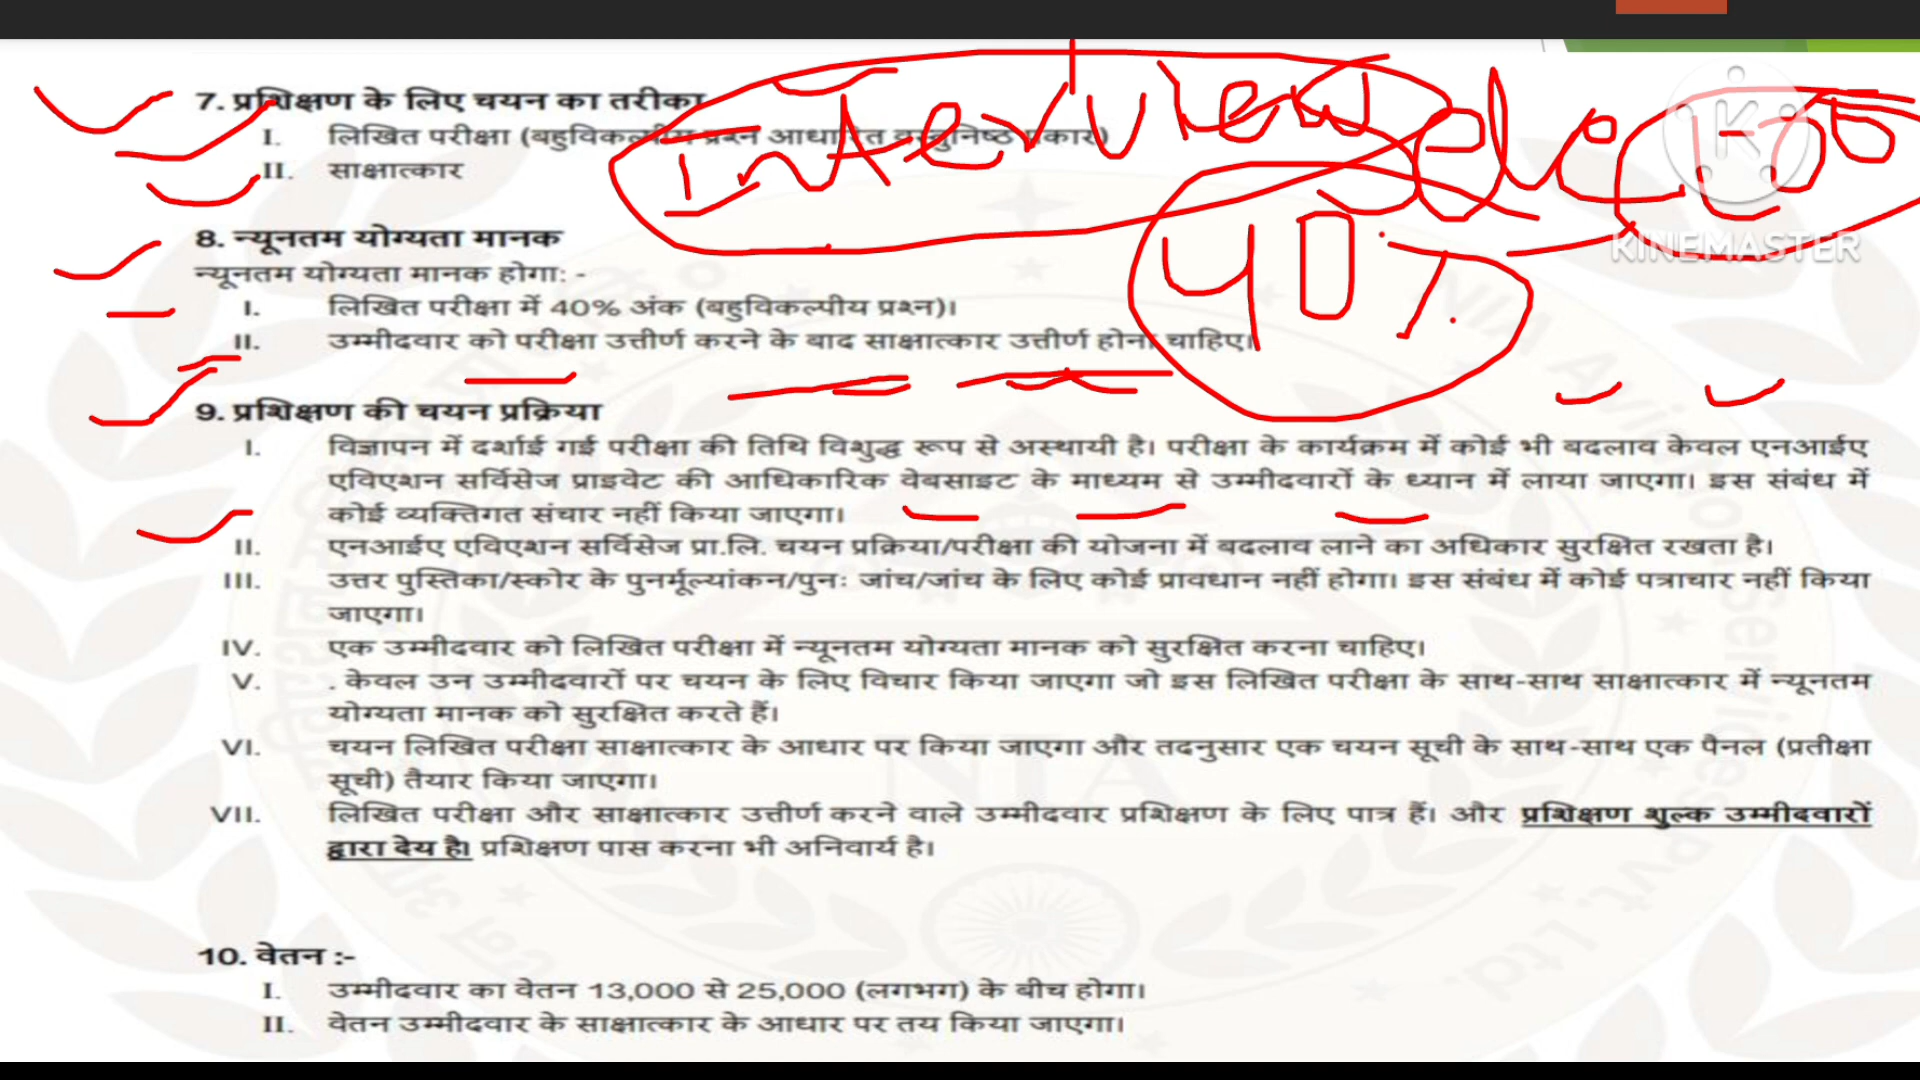 7. प्रशिक्षण के लिए चयन का तरीका
I. लिखित परीक्षा (बहुविकल्पीय प्रश्न आधारित वस्तुनिष्ठ प्रकार)
II. साक्षात्कार
Interview
KINEMASTER
8. न्यूनतम योग्यता मानक
न्यूनतम योग्यता मानक होगा: -
40%
I. लिखित परीक्षा में 40% अंक (बहुविकल्पीय प्रश्न)।
II. उम्मीदवार को परीक्षा उत्तीर्ण करने के बाद साक्षात्कार उत्तीर्ण होना चाहिए।
9. प्रशिक्षण की चयन प्रक्रिया
I. विज्ञापन में दर्शाई गई परीक्षा की तिथि विशुद्ध रूप से अस्थायी है। परीक्षा के कार्यक्रम में कोई भी बदलाव केवल एनआईए
एविएशन सर्विसेज प्राइवेट की आधिकारिक वेबसाइट के माध्यम से उम्मीदवारों के ध्यान में लाया जाएगा। इस संबंध में
कोई व्यक्तिगत संचार नहीं किया जाएगा।
II. एनआईए एविएशन सर्विसेज प्रा.लि. चयन प्रक्रिया/परीक्षा की योजना में बदलाव लाने का अधिकार सुरक्षित रखता है।
III. उत्तर पुस्तिका/स्कोर के पुनर्मूल्यांकन/पुनः जांच/जांच के लिए कोई प्रावधान नहीं होगा। इस संबंध में कोई पत्राचार नहीं किया
जाएगा।
IV. एक उम्मीदवार को लिखित परीक्षा में न्यूनतम योग्यता मानक को सुरक्षित करना चाहिए।
V. . केवल उन उम्मीदवारों पर चयन के लिए विचार किया जाएगा जो इस लिखित परीक्षा के साथ-साथ साक्षात्कार में न्यूनतम
योग्यता मानक को सुरक्षित करते हैं।
VI. चयन लिखित परीक्षा साक्षात्कार के आधार पर किया जाएगा और तदनुसार एक चयन सूची के साथ-साथ एक पैनल (प्रतीक्षा
सूची) तैयार किया जाएगा।
VII. लिखित परीक्षा और साक्षात्कार उत्तीर्ण करने वाले उम्मीदवार प्रशिक्षण के लिए पात्र हैं। और प्रशिक्षण शुल्क उम्मीदवारों
द्वारा देय है। प्रशिक्षण पास करना भी अनिवार्य है।
10. वेतन :-
I. उम्मीदवार का वेतन 13,000 से 25,000 (लगभग) के बीच होगा।
II. वेतन उम्मीदवार के साक्षात्कार के आधार पर तय किया जाएगा।